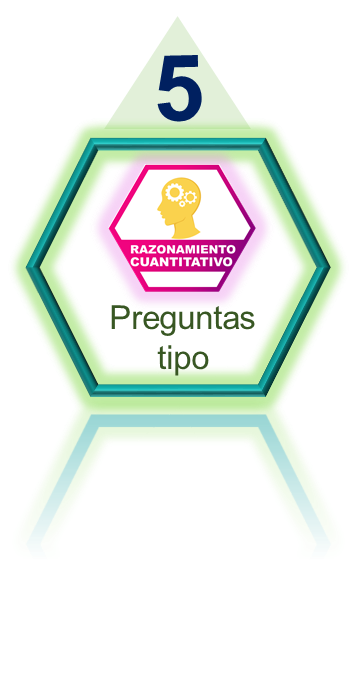 5
RAZONAMIENTO
CUANTITATIVO
Preguntas
tipo